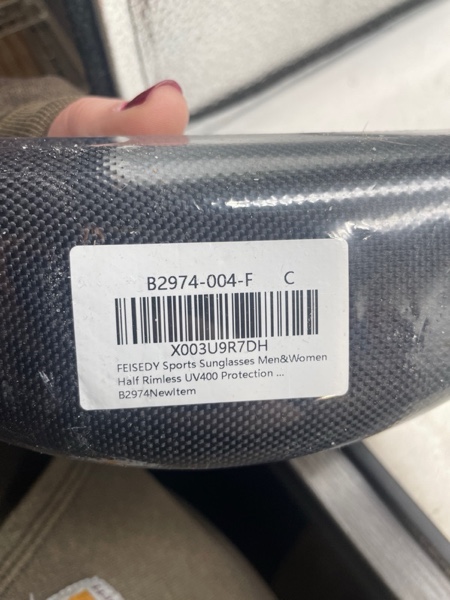 B2974-004-F C
X003U9R7DH
FEISEDY Sports Sunglasses Men&Women
Half Rimless UV400 Protection ...
B2974NewItem